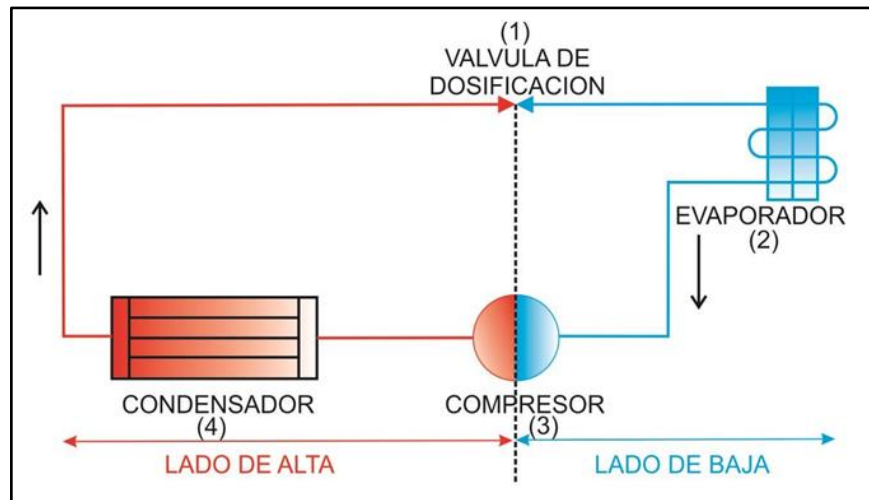 (1)
VALVULA DE
DOSIFICACION
EVAPORADOR
(2)
CONDENSADOR
(4)
COMPRESOR
(3)
LADO DE ALTA
LADO DE BAJA